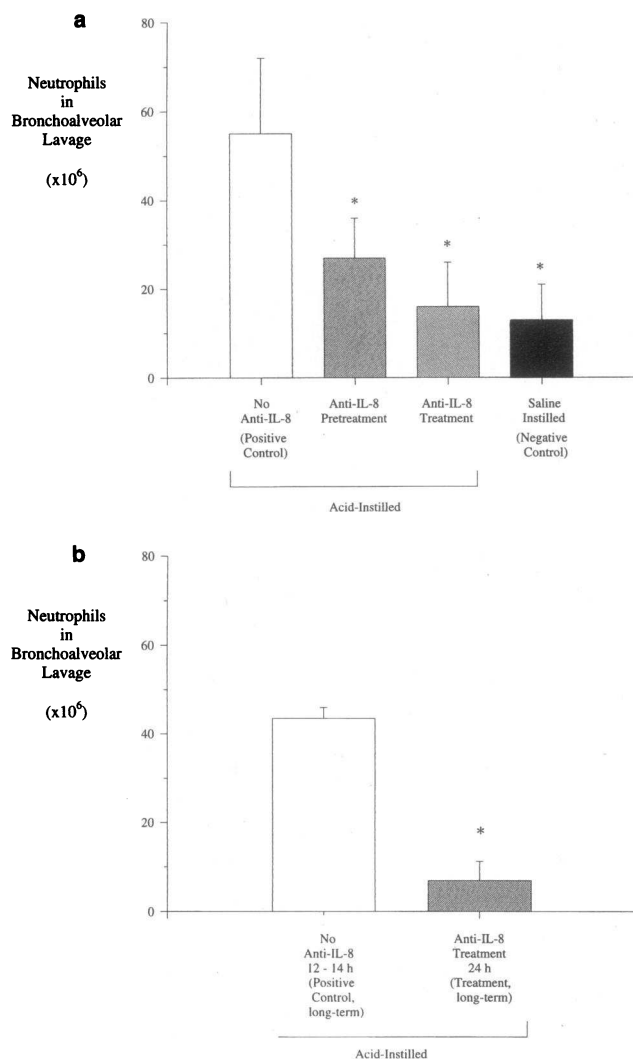 a
Neutrophils
in
Bronchoalveolar
Lavage
(x10⁶)
80
60
40
20
0
*
*
*
No
Anti-IL-8
(Positive
Control)
Anti-IL-8
Pretreatment
Anti-IL-8
Treatment
Saline
Instilled
(Negative
Control)
Acid-Instilled
b
Neutrophils
in
Bronchoalveolar
Lavage
(x10⁶)
80
60
40
20
0
*
No
Anti-IL-8
12 - 14 h
(Positive
Control,
long-term)
Anti-IL-8
Treatment
24 h
(Treatment,
long-term)
Acid-Instilled